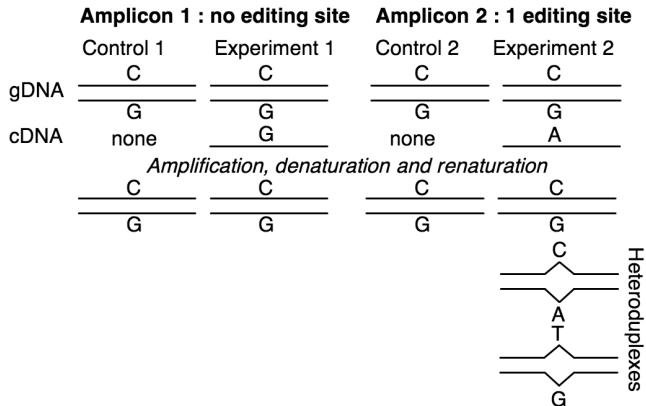 Amplicon 1 : no editing site Amplicon 2 : 1 editing site
Control 1 Experiment 1 Control 2 Experiment 2
C C C C
gDNA
G G G G
cDNA none G none A
Amplification, denaturation and renaturation
C C C C
G G G G
C
A
T
G
Heteroduplexes